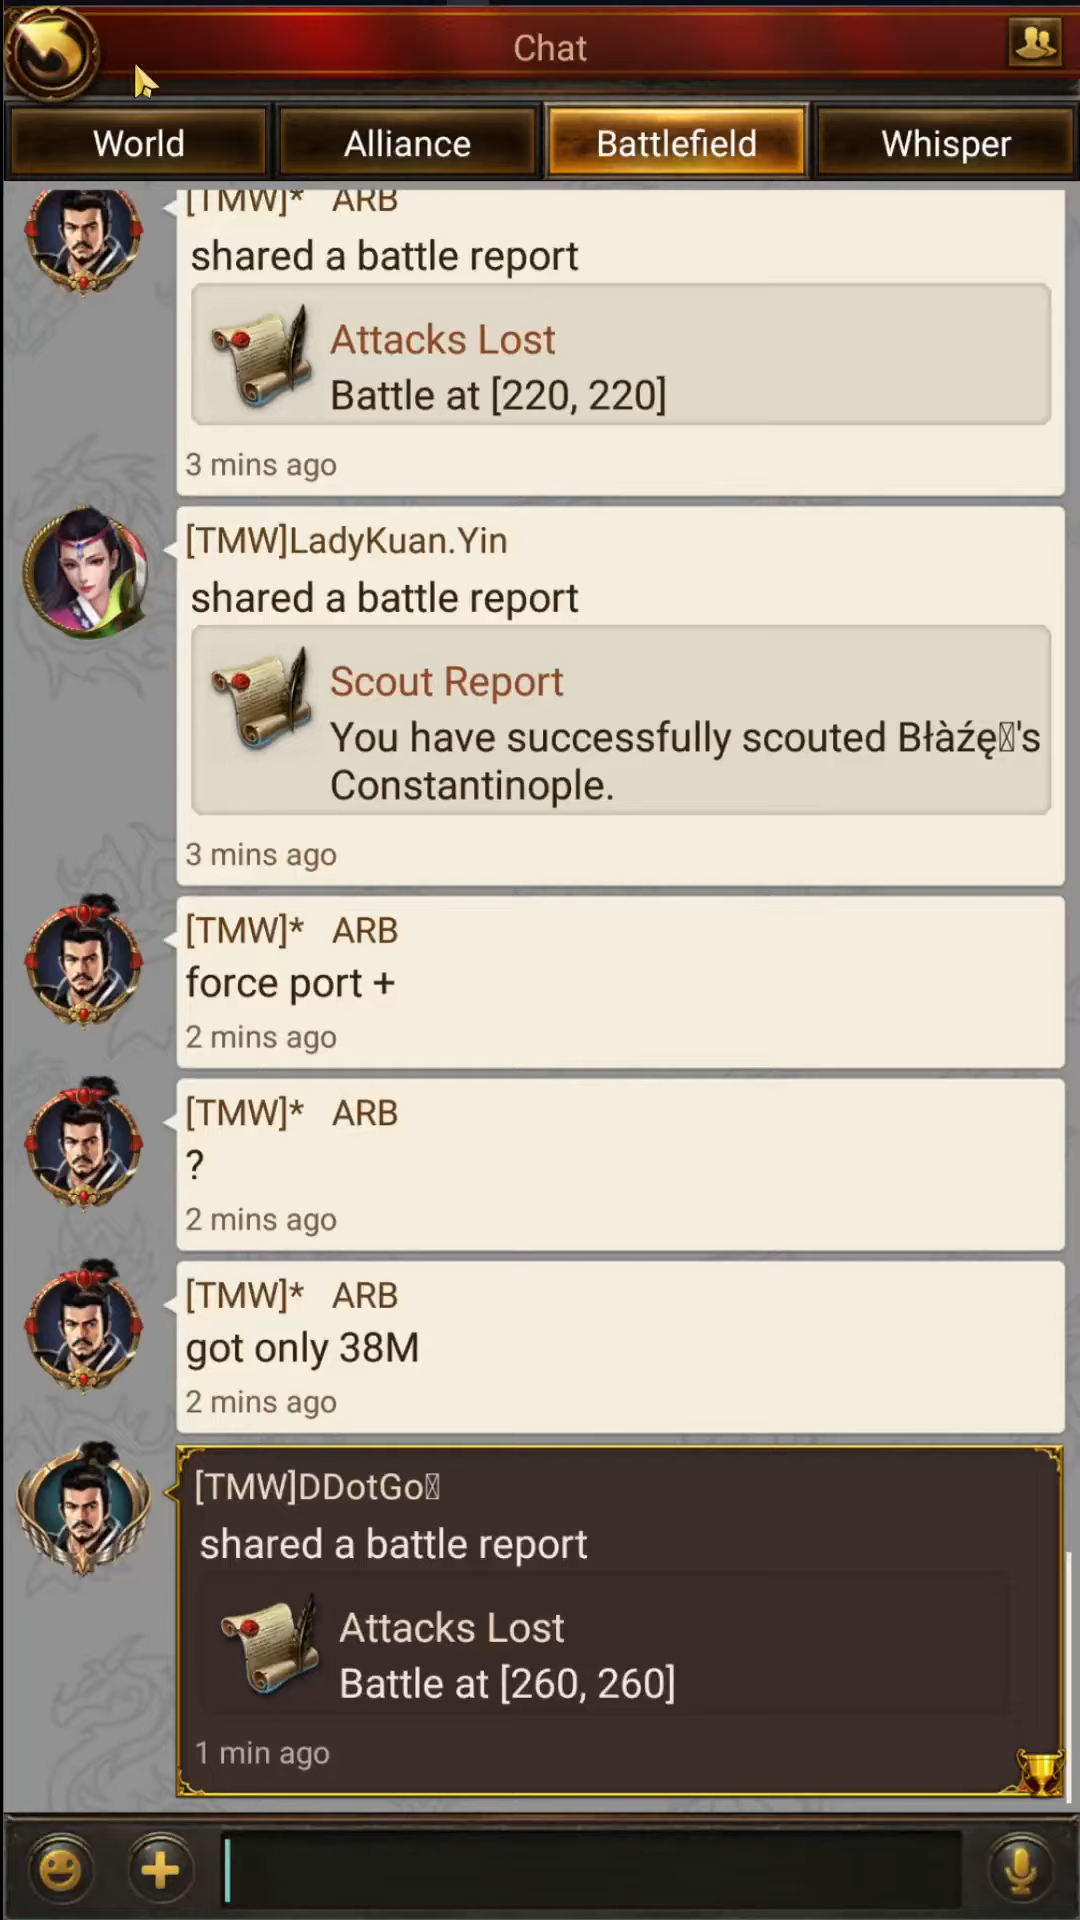 Chat
World
Alliance
Battlefield
Whisper
[TMW]* ARB
shared a battle report
Attacks Lost
Battle at [220, 220]
3 mins ago
[TMW]LadyKuan.Yin
shared a battle report
Scout Report
You have successfully scouted Błàźę's
Constantinople.
3 mins ago
[TMW]* ARB
force port +
2 mins ago
[TMW]* ARB
?
2 mins ago
[TMW]* ARB
got only 38M
2 mins ago
[TMW]DDotGo
shared a battle report
Attacks Lost
Battle at [260, 260]
1 min ago